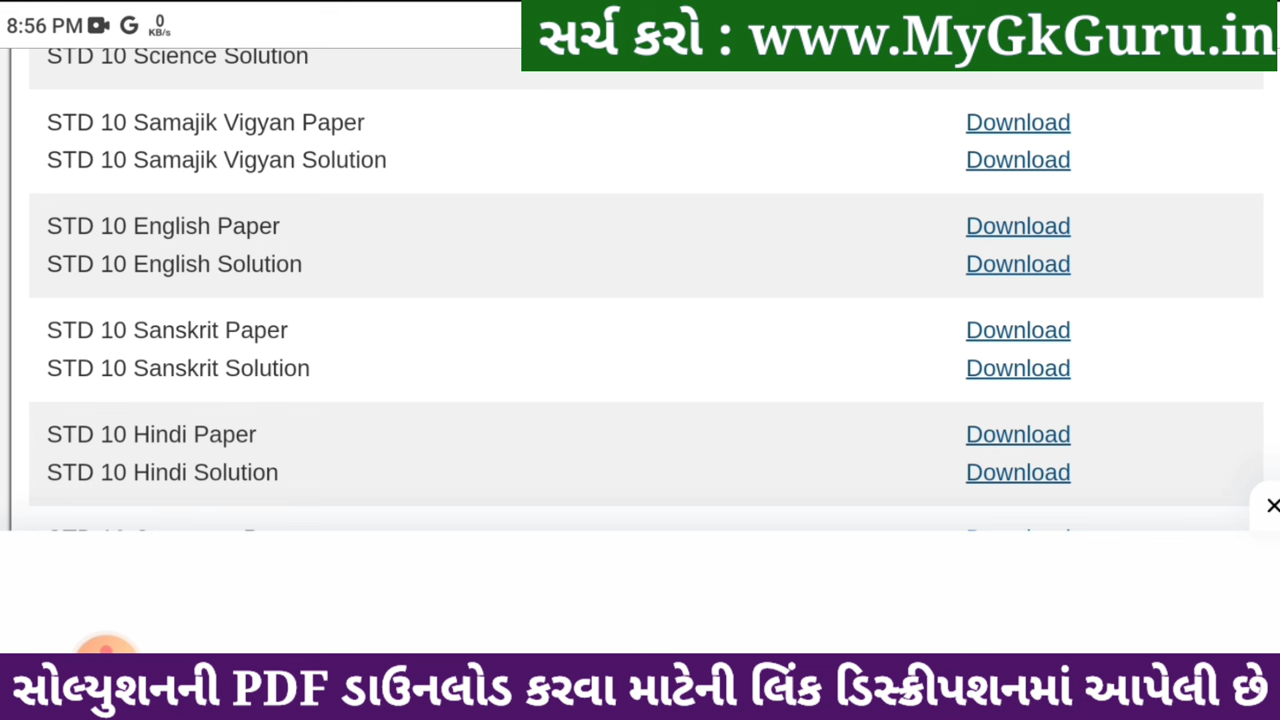 8:56 PM G 0 KB/s
સર્ચ કરો : www.MyGkGuru.in
STD 10 Science Solution
STD 10 Samajik Vigyan Paper Download
STD 10 Samajik Vigyan Solution Download
STD 10 English Paper Download
STD 10 English Solution Download
STD 10 Sanskrit Paper Download
STD 10 Sanskrit Solution Download
STD 10 Hindi Paper Download
STD 10 Hindi Solution Download
સોલ્યુશનની PDF ડાઉનલોડ કરવા માટેની લિંક ડિસ્ક્રીપશનમાં આપેલી છે